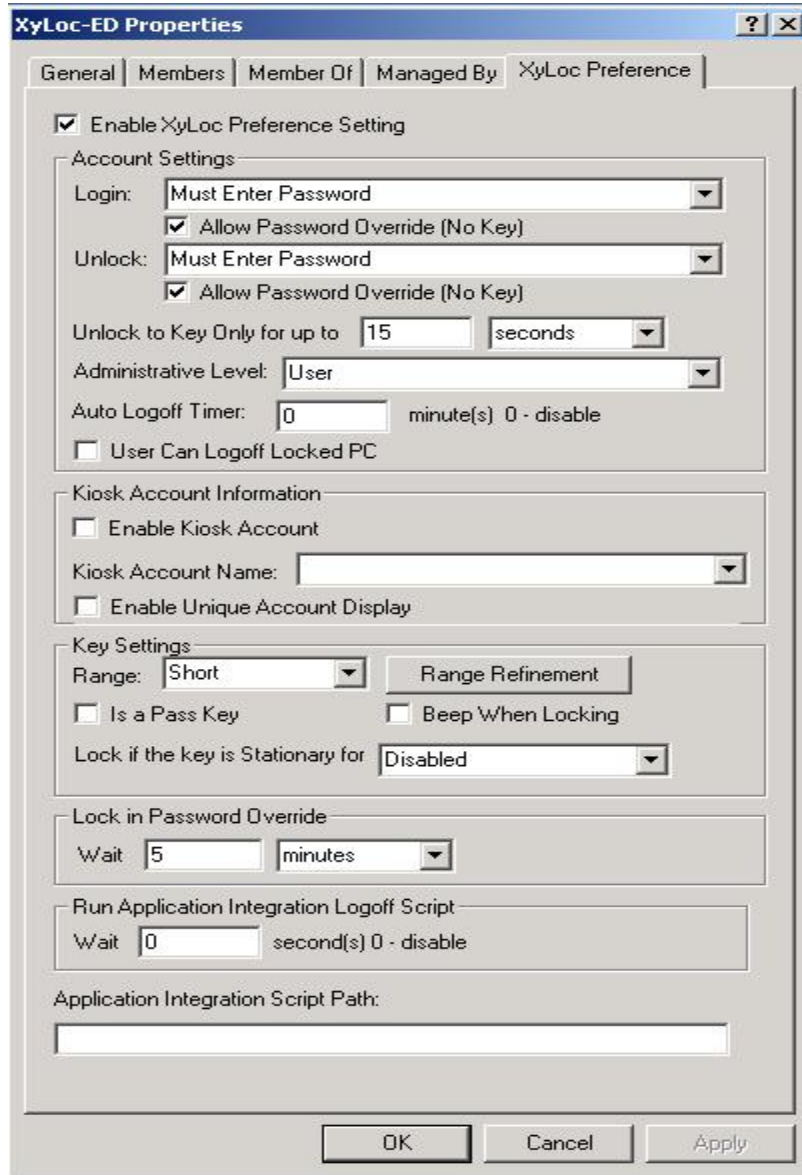 XyLoc-ED Properties
General Members Member Of Managed By XyLoc Preference
Enable XyLoc Preference Setting
Account Settings
Login: Must Enter Password
Allow Password Override (No Key)
Unlock: Must Enter Password
Allow Password Override (No Key)
Unlock to Key Only for up to 15 seconds
Administrative Level: User
Auto Logoff Timer: 0 minute(s) 0 - disable
User Can Logoff Locked PC
Kiosk Account Information
Enable Kiosk Account
Kiosk Account Name:
Enable Unique Account Display
Key Settings
Range: Short Range Refinement
Is a Pass Key Beep When Locking
Lock if the key is Stationary for Disabled
Lock in Password Override
Wait 5 minutes
Run Application Integration Logoff Script
Wait 0 second(s) 0 - disable
Application Integration Script Path:
OK Cancel Apply